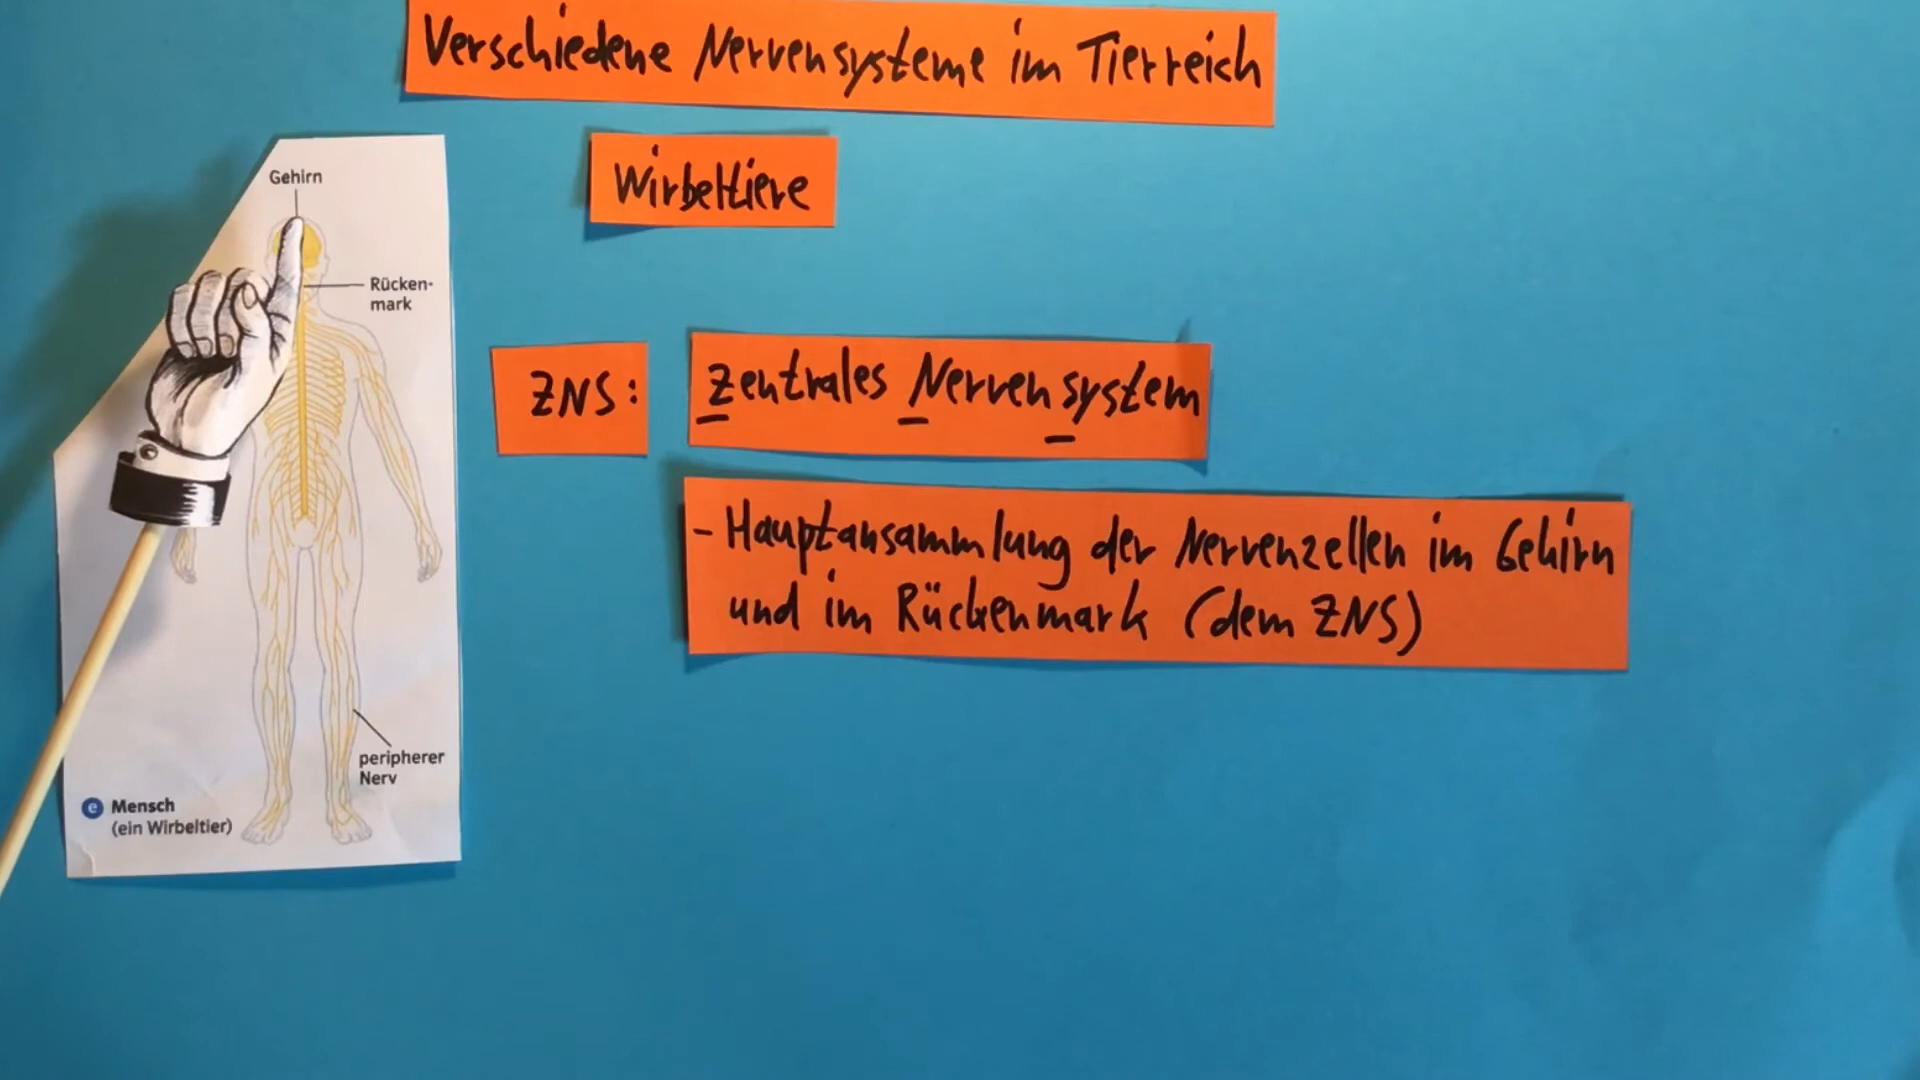 Verschiedene Nervensysteme im Tierreich
Wirbeltiere
Gehirn
Rücken-
mark
ZNS:
Zentrales Nervensystem
- Hauptansammlung der Nervenzellen im Gehirn
und im Rückenmark (dem ZNS)
peripherer
Nerv
e Mensch
(ein Wirbeltier)